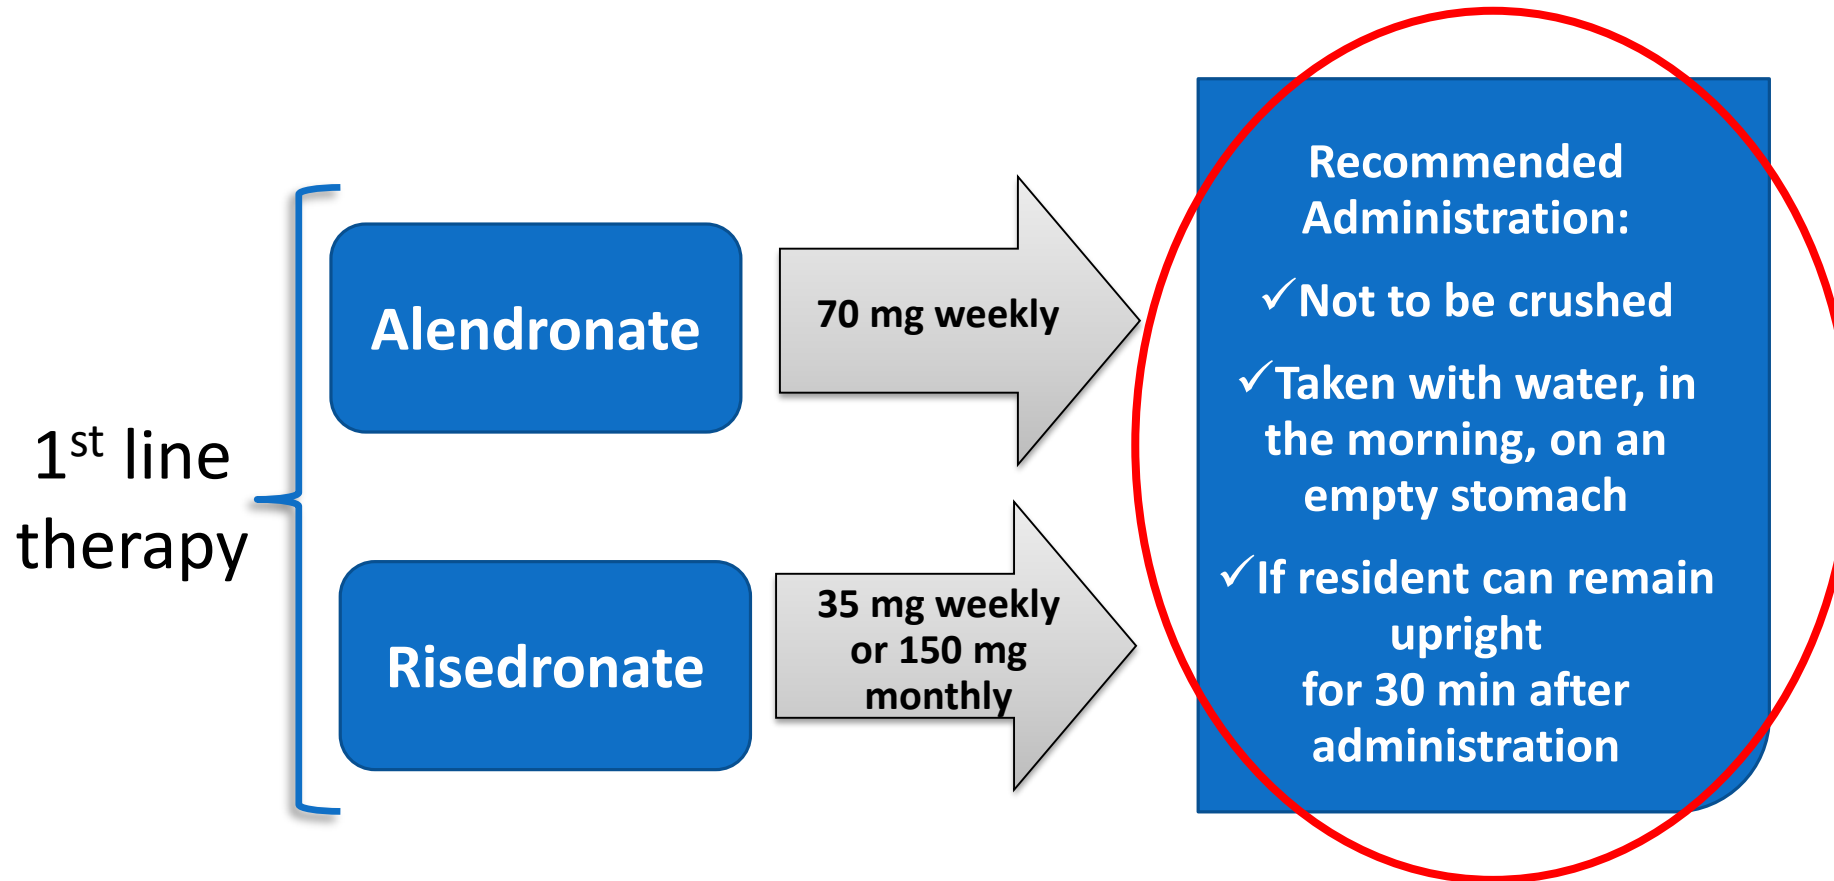 1st line
therapy
Alendronate
70 mg weekly
Risedronate
35 mg weekly
or 150 mg
monthly
Recommended
Administration:
✓Not to be crushed
✓Taken with water, in
the morning, on an
empty stomach
✓If resident can remain
upright
for 30 min after
administration